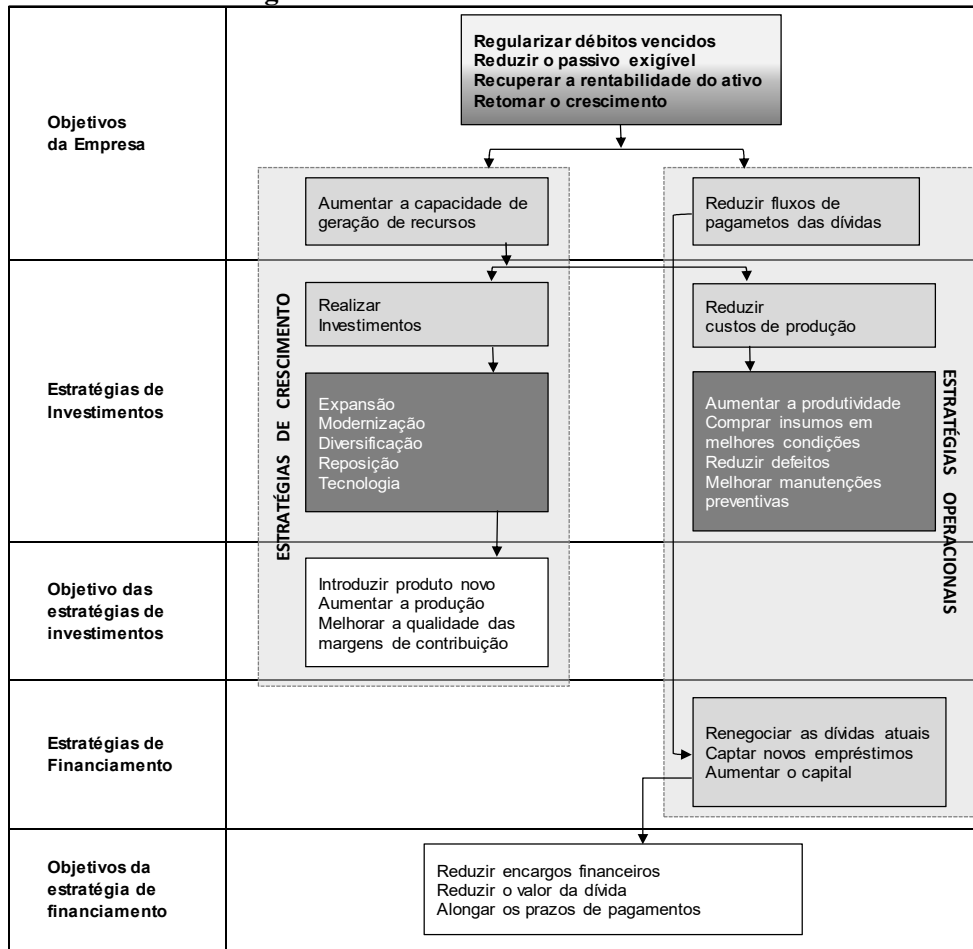 Regularizar débitos vencidos
Reduzir o passivo exigível
Recuperar a rentabilidade do ativo
Retomar o crescimento
Objetivos
da Empresa
Aumentar a capacidade de
geração de recursos
Reduzir fluxos de
pagametos das dívidas
ESTRATÉGIAS DE CRESCIMENTO
Realizar
Investimentos
Reduzir
custos de produção
Estratégias de
Investimentos
Expansão
Modernização
Diversificação
Reposição
Tecnologia
Aumentar a produtividade
Comprar insumos em
melhores condições
Reduzir defeitos
Melhorar manutenções
preventivas
ESTRATÉGIAS OPERACIONAIS
Objetivo das
estratégias de
investimentos
Introduzir produto novo
Aumentar a produção
Melhorar a qualidade das
margens de contribuição
Estratégias de
Financiamento
Renegociar as dívidas atuais
Captar novos empréstimos
Aumentar o capital
Objetivos da
estratégia de
financiamento
Reduzir encargos financeiros
Reduzir o valor da dívida
Alongar os prazos de pagamentos